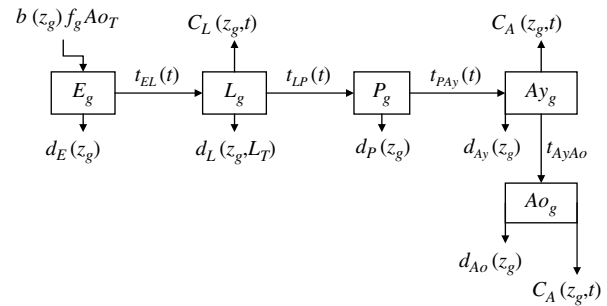 b (z_g) f_g Ao_T
C_L (z_g,t)
C_A (z_g,t)
E_g
t_EL (t)
L_g
t_LP (t)
P_g
t_PAy (t)
Ay_g
d_E (z_g)
d_L (z_g,L_T)
d_P (z_g)
d_Ay (z_g)
t_AyAo
Ao_g
d_Ao (z_g)
C_A (z_g,t)